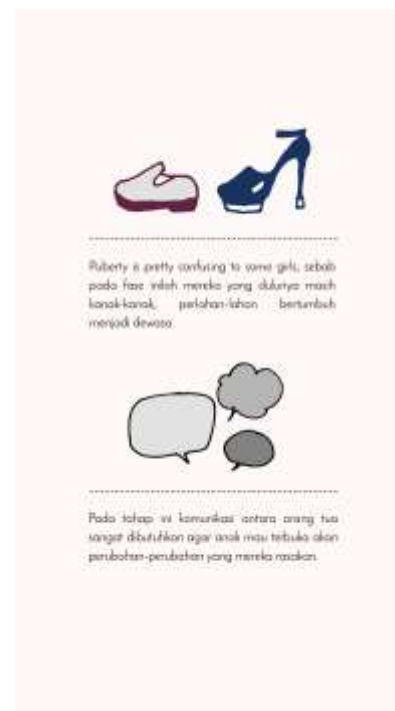 Puberty is pretty confusing to some girls, sebab
pada fase inilah mereka yang dulunya masih
kanak-kanak, perlahan-lahan bertumbuh
menjadi dewasa.
Pada tahap ini komunikasi antara orang tua
sangat dibutuhkan agar anak mau terbuka akan
perubahan-perubahan yang mereka rasakan.